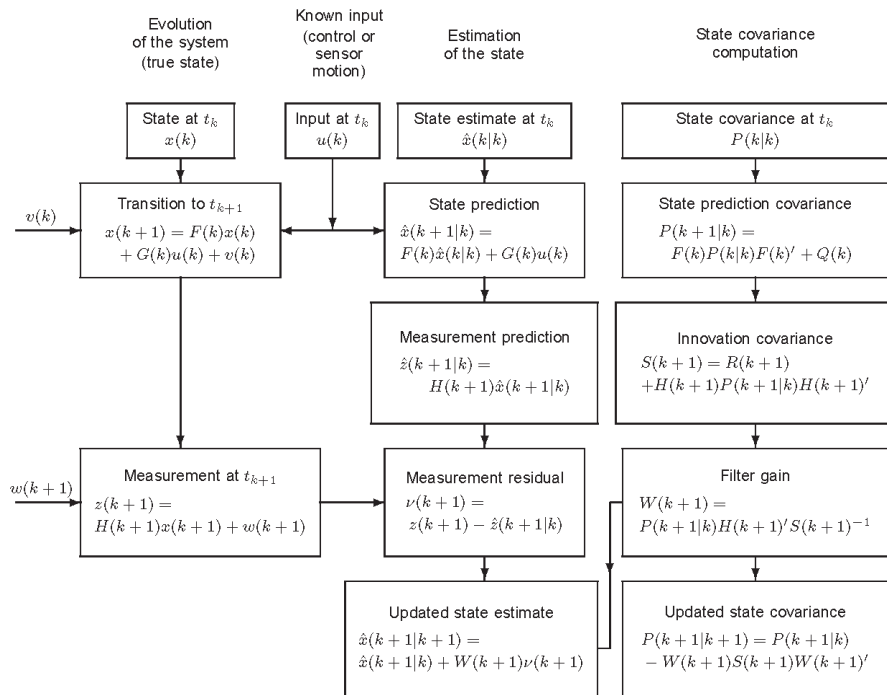 Evolution
of the system
(true state)
Known input
(control or
sensor
motion)
Estimation
of the state
State covariance
computation
State at t_k
x(k)
Input at t_k
u(k)
State estimate at t_k
x̂(k|k)
State covariance at t_k
P(k|k)
v(k)
Transition to t_{k+1}
x(k+1) = F(k)x(k)
+ G(k)u(k) + v(k)
State prediction
x̂(k+1|k) =
F(k)x̂(k|k) + G(k)u(k)
State prediction covariance
P(k+1|k) =
F(k)P(k|k)F(k)′ + Q(k)
Measurement prediction
ẑ(k+1|k) =
H(k+1)x̂(k+1|k)
Innovation covariance
S(k+1) = R(k+1)
+H(k+1)P(k+1|k)H(k+1)′
w(k+1)
Measurement at t_{k+1}
z(k+1) =
H(k+1)x(k+1) + w(k+1)
Measurement residual
ν(k+1) =
z(k+1) − ẑ(k+1|k)
Filter gain
W(k+1) =
P(k+1|k)H(k+1)′S(k+1)⁻¹
Updated state estimate
x̂(k+1|k+1) =
x̂(k+1|k) + W(k+1)ν(k+1)
Updated state covariance
P(k+1|k+1) = P(k+1|k)
− W(k+1)S(k+1)W(k+1)′